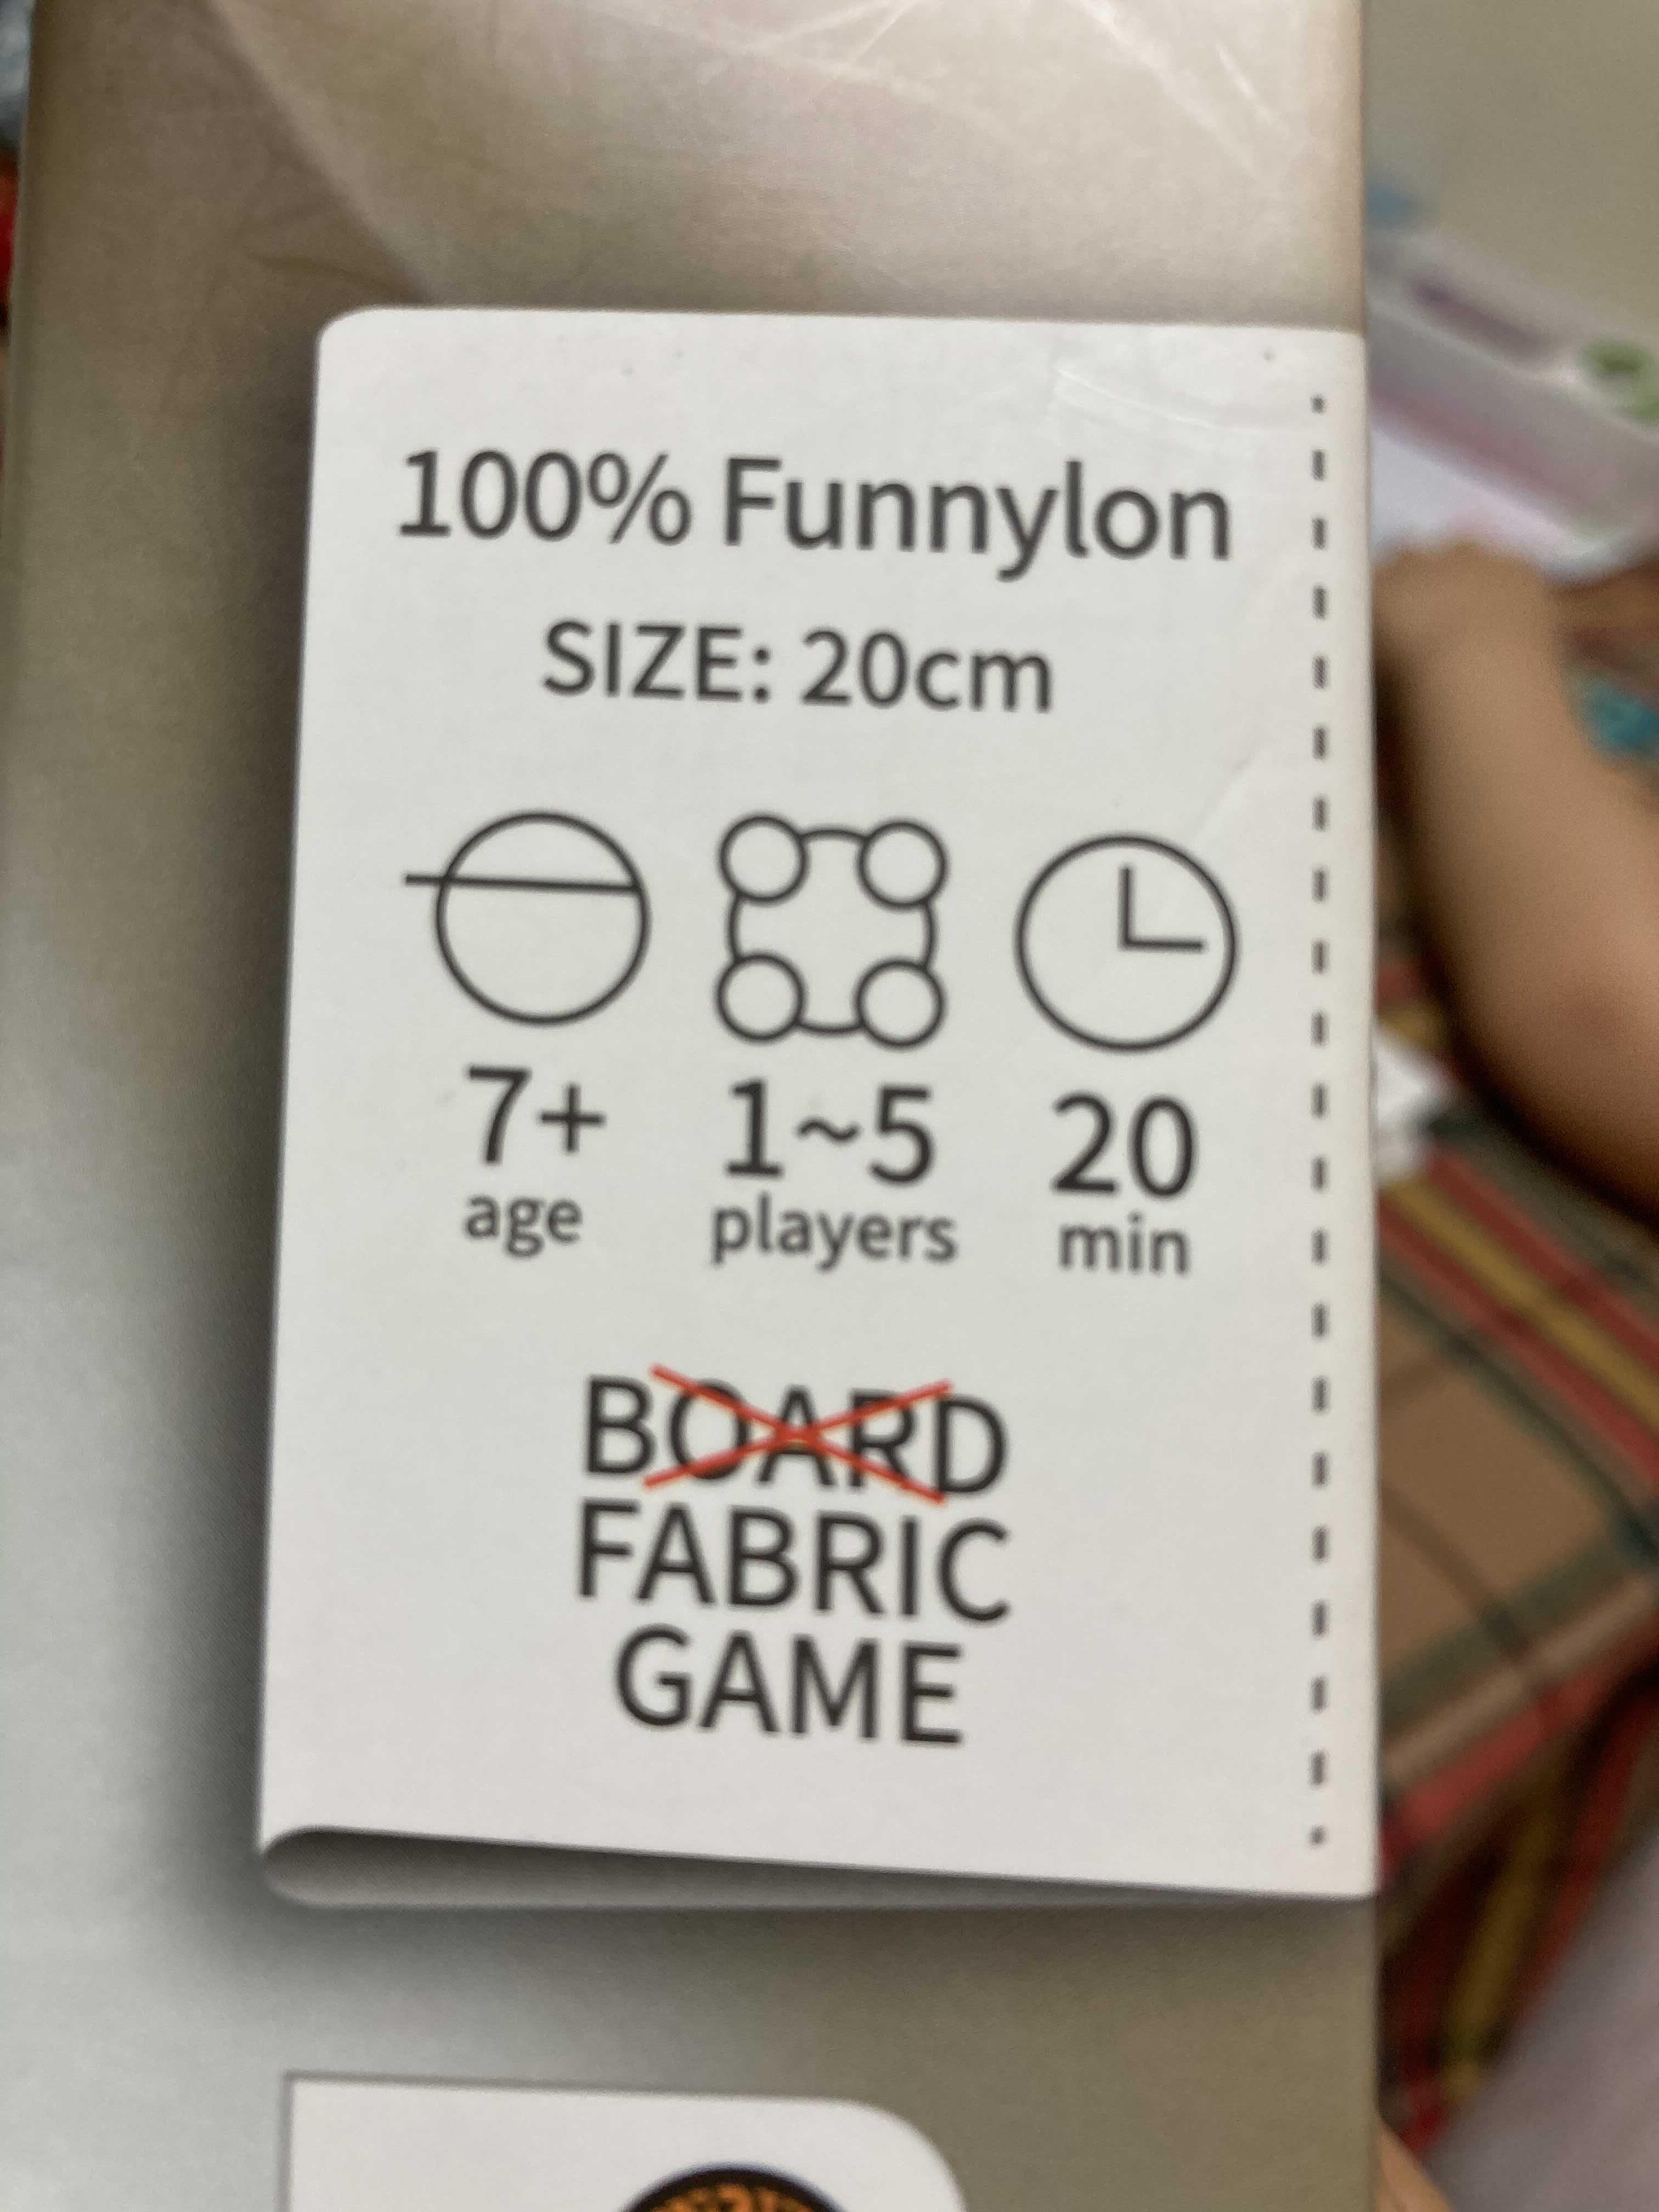 100% Funnylon
SIZE: 20cm
7+ 1~5 20
age players min
BOARD
FABRIC
GAME